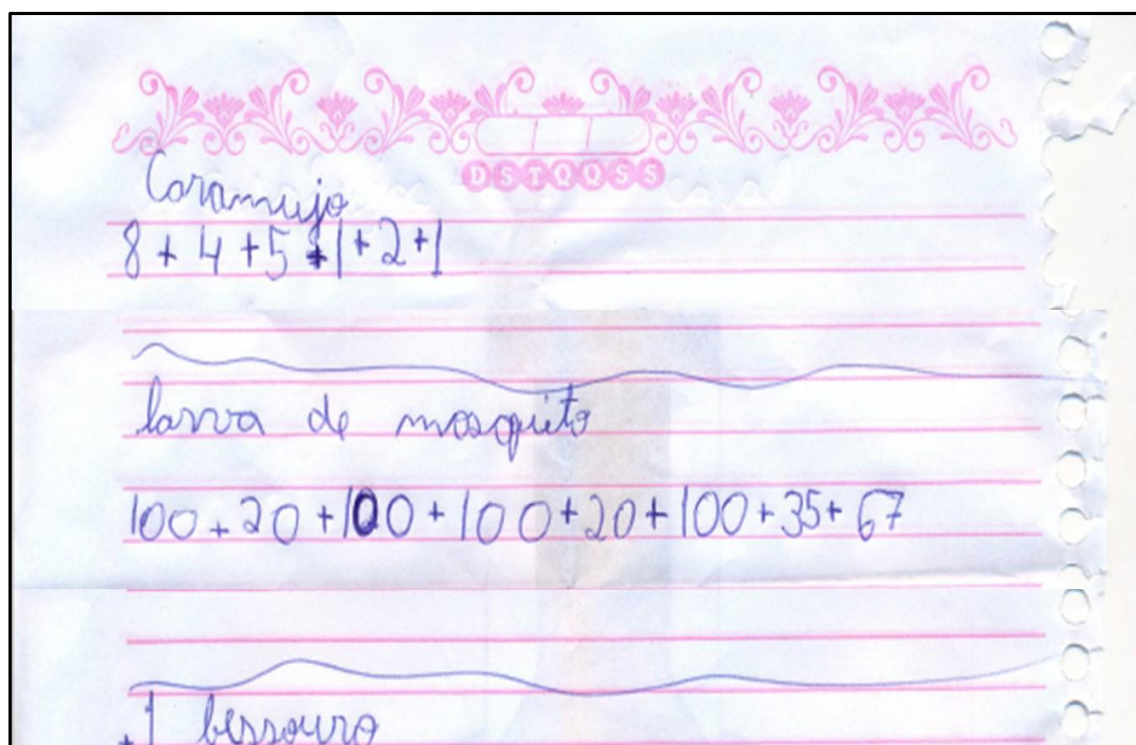 DSTQQSS
Caramujo
8 + 4 + 5 + 1 + 2 + 1
larva de mosquito
100 + 20 + 100 + 100 + 20 + 100 + 35 + 67
+1 bessouro